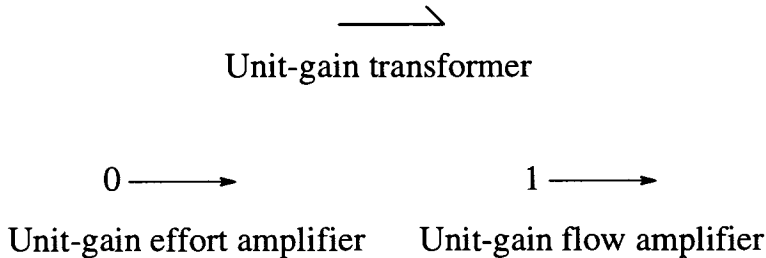 Unit-gain transformer
0
1
Unit-gain effort amplifier
Unit-gain flow amplifier